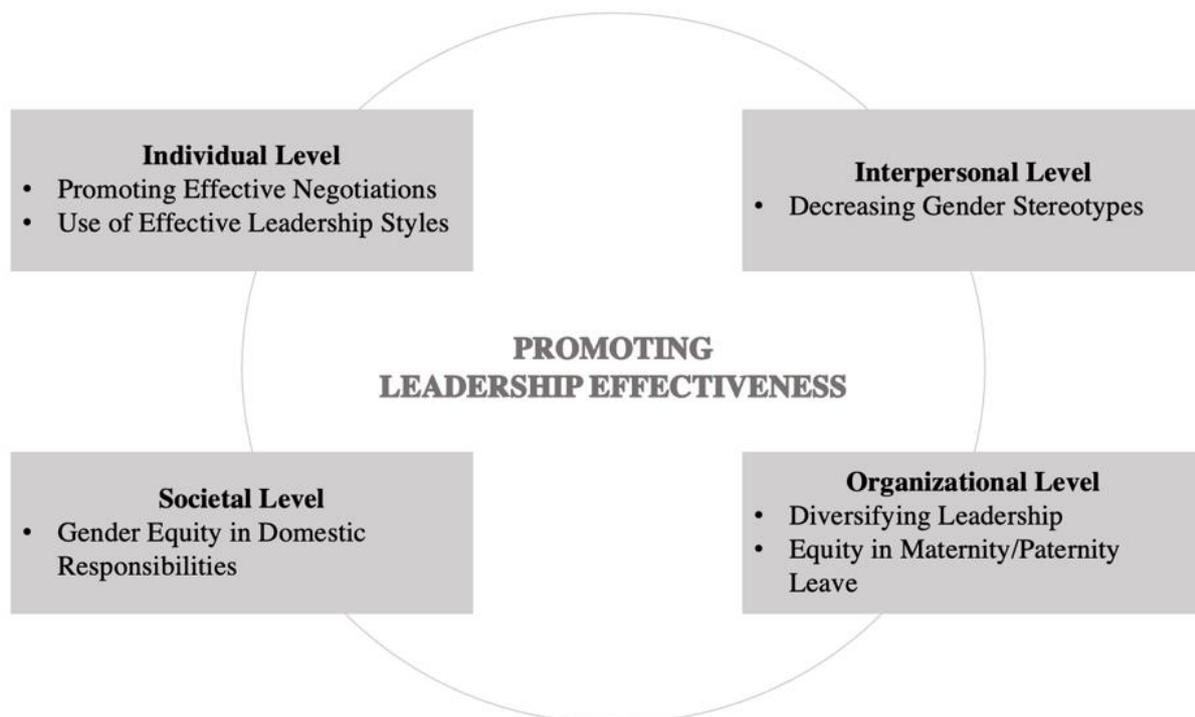 Individual Level
• Promoting Effective Negotiations
• Use of Effective Leadership Styles
Interpersonal Level
• Decreasing Gender Stereotypes
PROMOTING
LEADERSHIP EFFECTIVENESS
Societal Level
• Gender Equity in Domestic
Responsibilities
Organizational Level
• Diversifying Leadership
• Equity in Maternity/Paternity
Leave